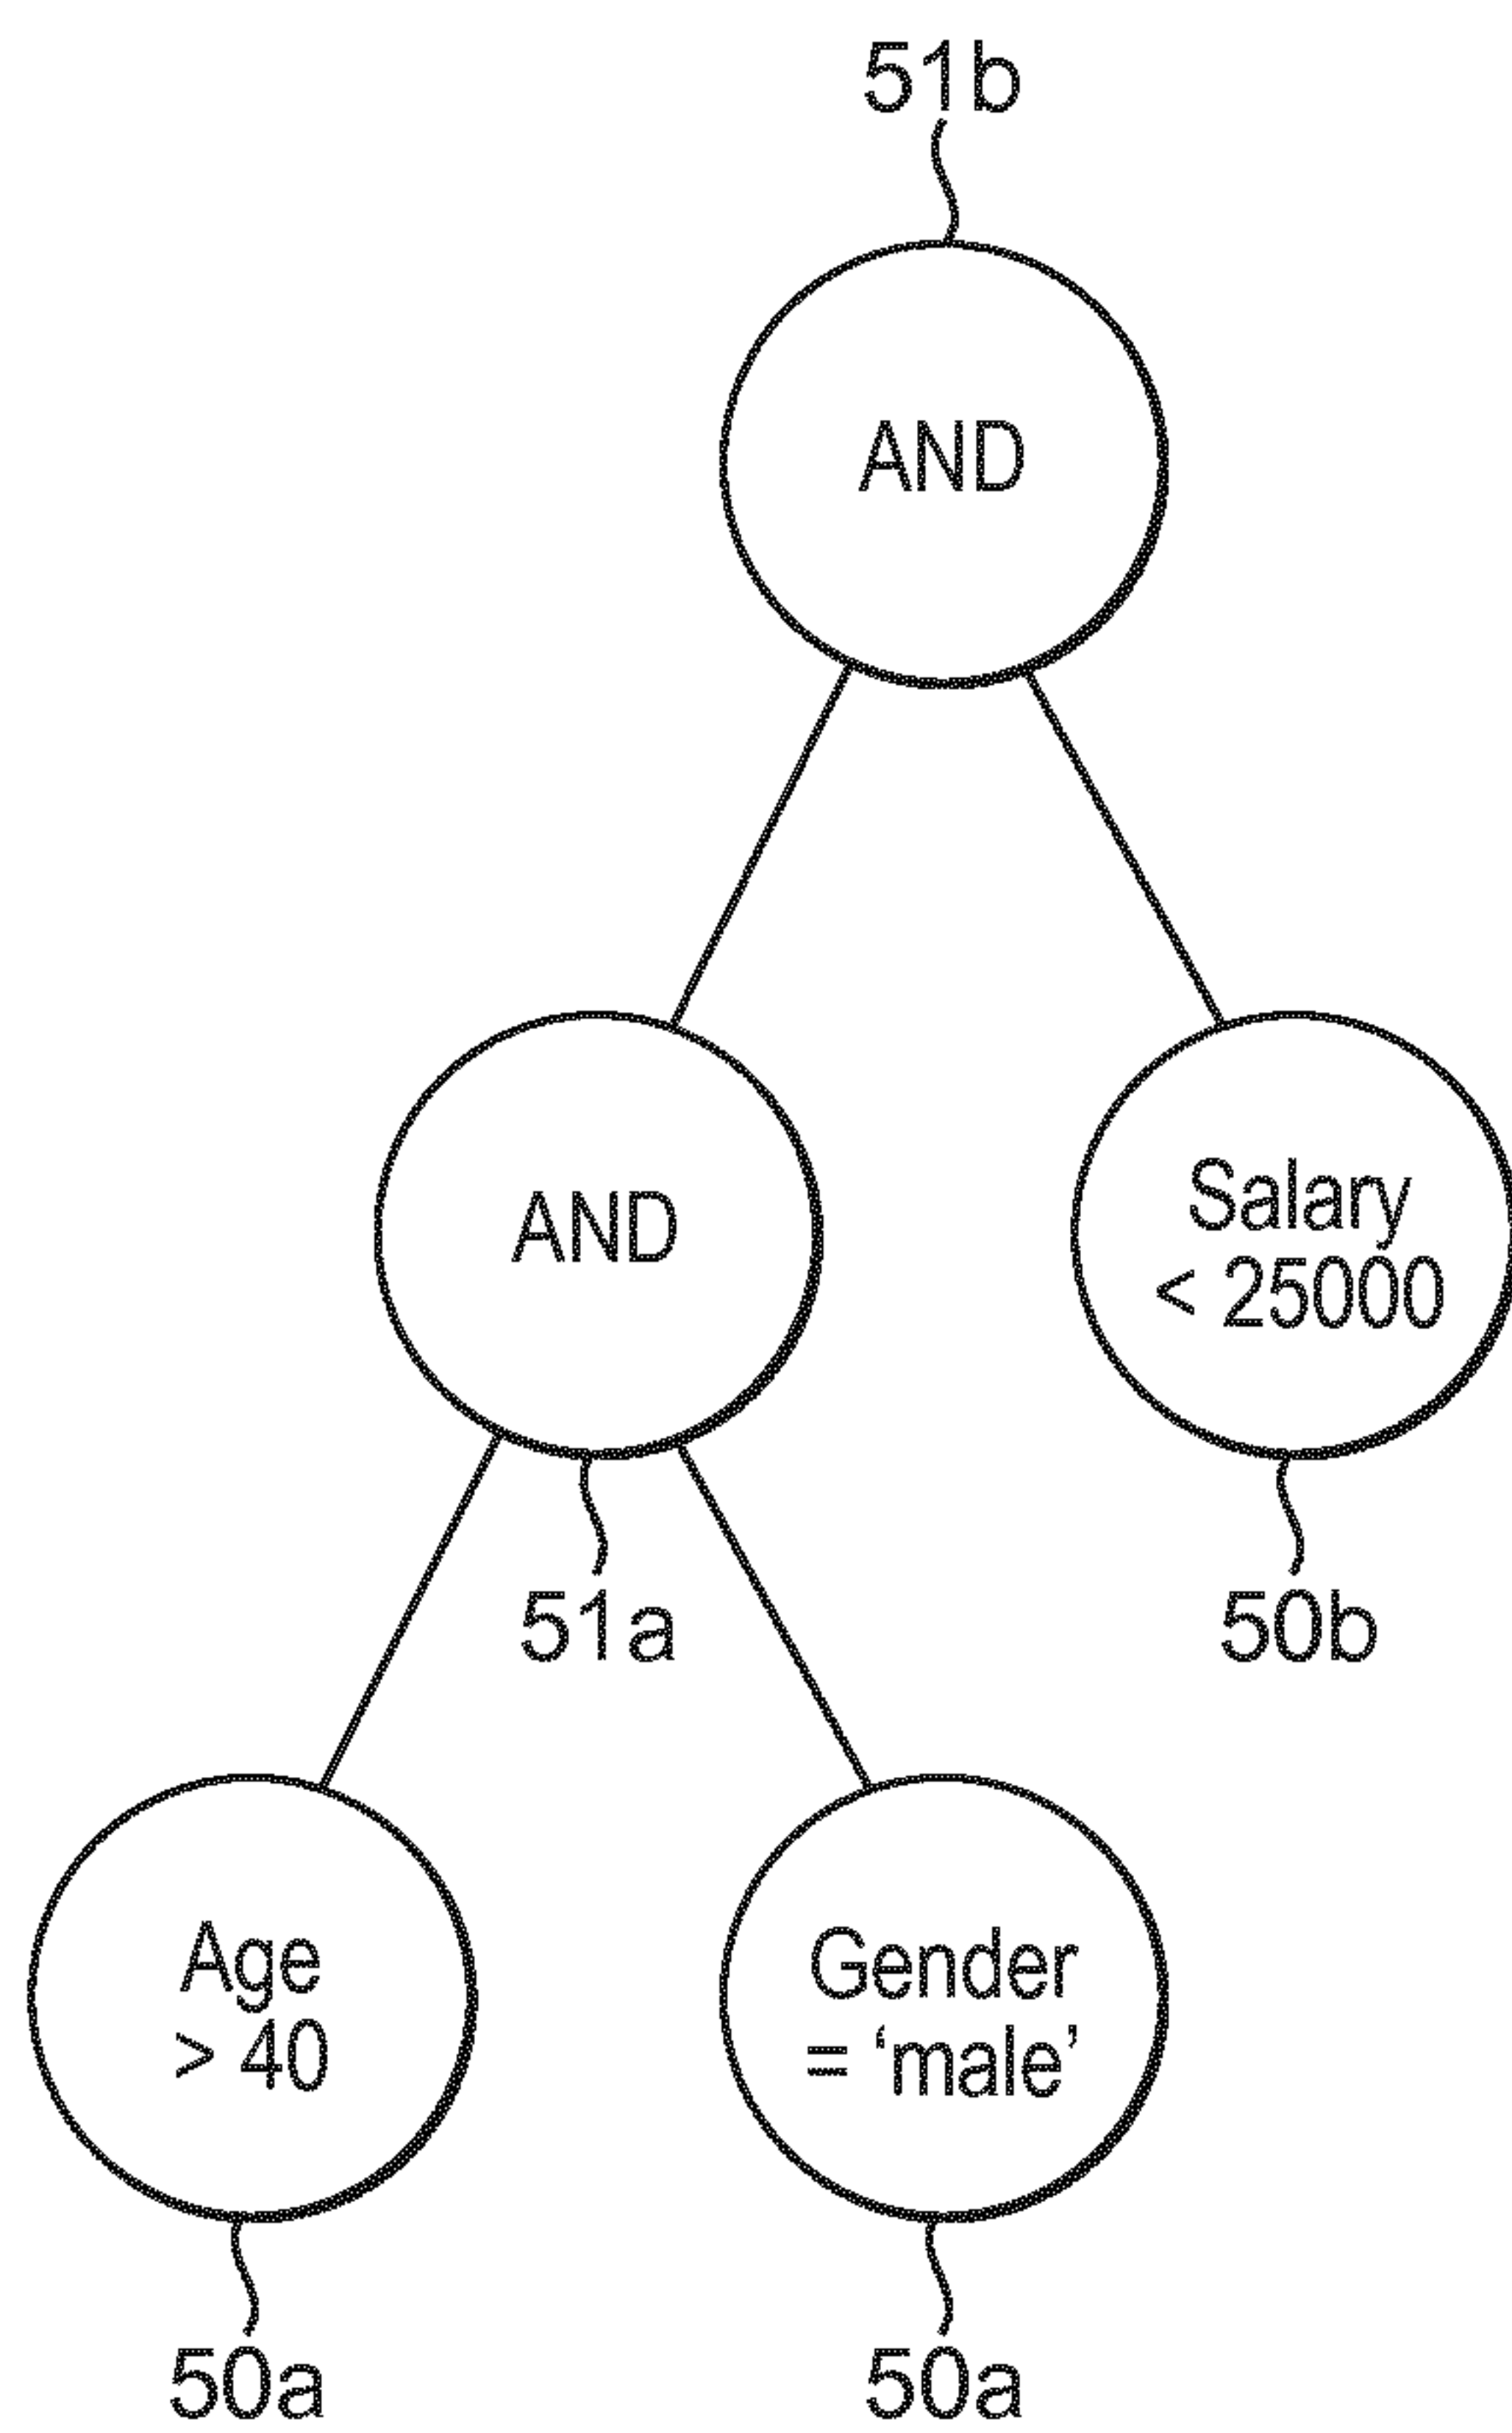 51b
AND
AND
Salary
< 25000
51a
50b
Age
> 40
Gender
= ‘male’
50a
50a